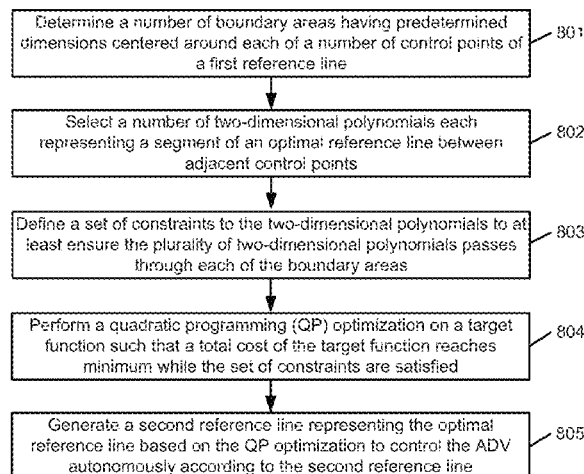 Determine a number of boundary areas having predetermined
dimensions centered around each of a number of control points of
a first reference line
801
Select a number of two-dimensional polynomials each
representing a segment of an optimal reference line between
adjacent control points
802
Define a set of constraints to the two-dimensional polynomials to at
least ensure the plurality of two-dimensional polynomials passes
through each of the boundary areas
803
Perform a quadratic programming (QP) optimization on a target
function such that a total cost of the target function reaches
minimum while the set of constraints are satisfied
804
Generate a second reference line representing the optimal
reference line based on the QP optimization to control the ADV
autonomously according to the second reference line
805